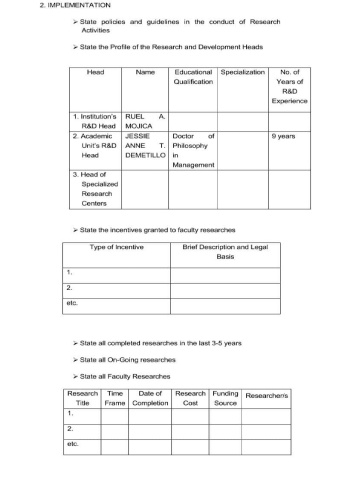 2. IMPLEMENTATION
➢ State policies and guidelines in the conduct of Research
Activities
➢ State the Profile of the Research and Development Heads
Head Name Educational Specialization No. of
Qualification Years of
R&D
Experience
1. Institution's RUEL A.
R&D Head MOJICA
2. Academic JESSIE Doctor of 9 years
Unit's R&D ANNE T. Philosophy
Head DEMETILLO in
Management
3. Head of
Specialized
Research
Centers
➢ State the incentives granted to faculty researches
Type of Incentive Brief Description and Legal
Basis
1.
2.
etc.
➢ State all completed researches in the last 3-5 years
➢ State all On-Going researches
➢ State all Faculty Researches
Research Time Date of Research Funding Researcher/s
Title Frame Completion Cost Source
1.
2.
etc.